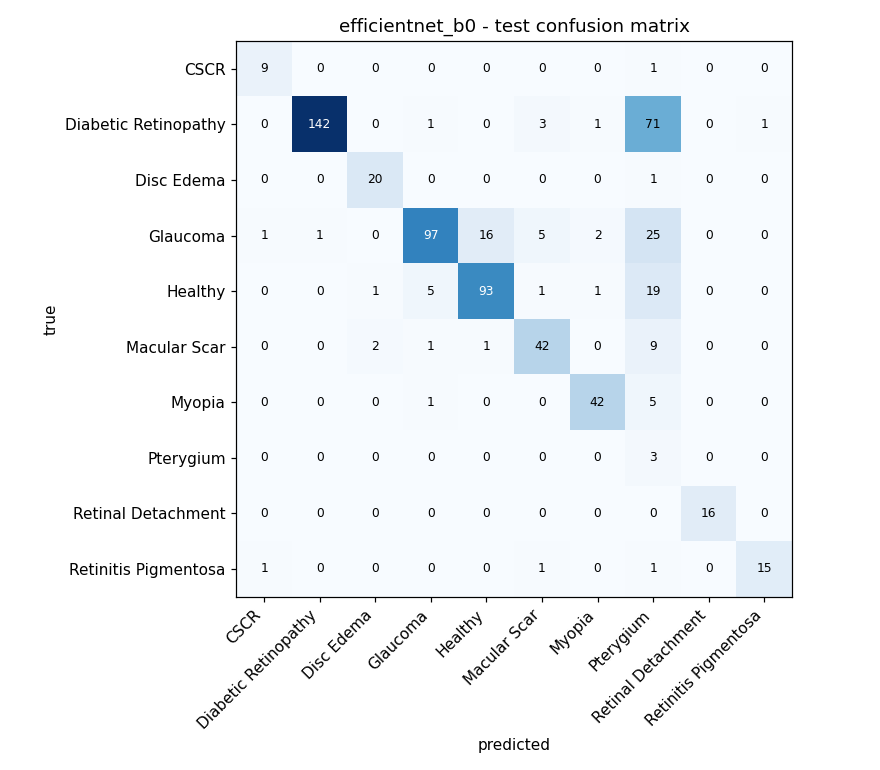 efficientnet_b0 - test confusion matrix
CSCR 9 0 0 0 0 0 1 0 0
Diabetic Retinopathy 0 142 0 1 0 3 1 71 0 1
Disc Edema 0 0 20 0 0 0 0 1 0 0
Glaucoma 1 1 0 97 16 5 2 25 0 0
Healthy 0 0 1 5 93 1 1 19 0 0
Macular Scar 0 0 2 1 1 42 0 9 0 0
Myopia 0 0 0 1 0 0 42 5 0 0
Pterygium 0 0 0 0 0 0 0 3 0 0
Retinal Detachment 0 0 0 0 0 0 0 0 16 0
Retinitis Pigmentosa 1 0 0 0 0 1 0 1 0 15
true
CSCR
Diabetic Retinopathy
Disc Edema
Glaucoma
Healthy
Macular Scar
Myopia
Pterygium
Retinal Detachment
Retinitis Pigmentosa
predicted